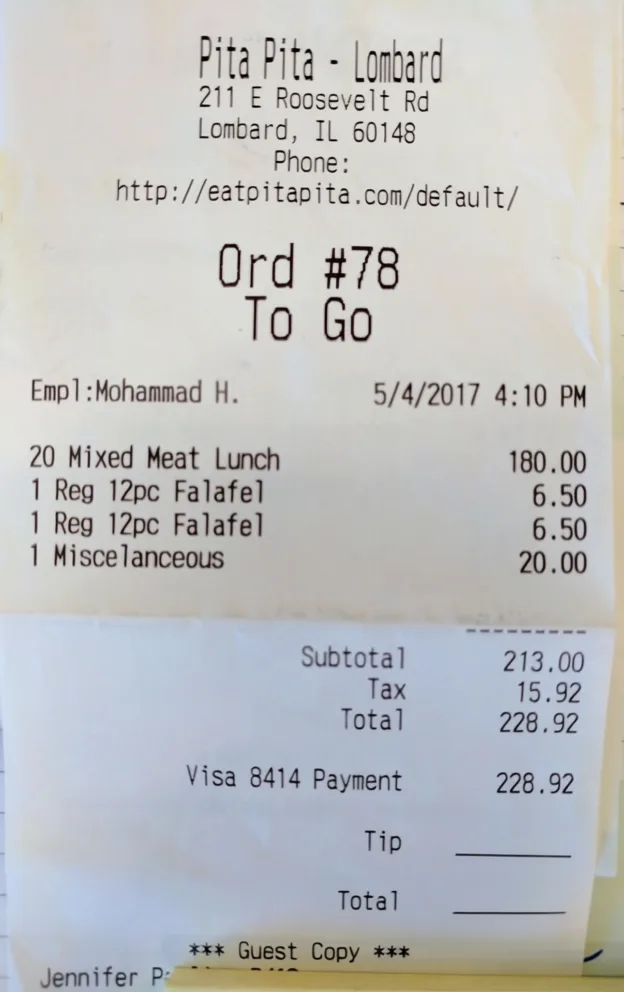 Pita Pita - Lombard
211 E Roosevelt Rd
Lombard, IL 60148
Phone:
http://eatpitapita.com/default/
Ord #78
To Go
Empl:Mohammad H. 5/4/2017 4:10 PM
20 Mixed Meat Lunch 180.00
1 Reg 12pc Falafel 6.50
1 Reg 12pc Falafel 6.50
1 Miscelanceous 20.00
Subtotal 213.00
Tax 15.92
Total 228.92
Visa 8414 Payment 228.92
Tip
Total
*** Guest Copy ***
Jennifer